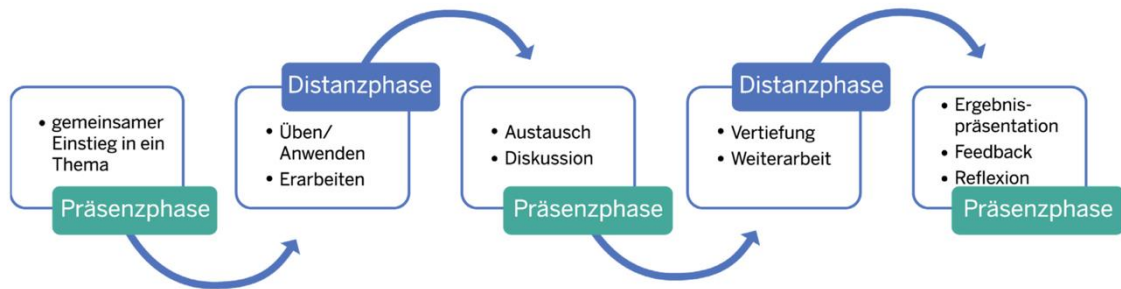 • gemeinsamer
Einstieg in ein
Thema
Präsenzphase
Distanzphase
• Üben/
Anwenden
• Erarbeiten
• Austausch
• Diskussion
Präsenzphase
Distanzphase
• Vertiefung
• Weiterarbeit
• Ergebnis-
präsentation
• Feedback
• Reflexion
Präsenzphase